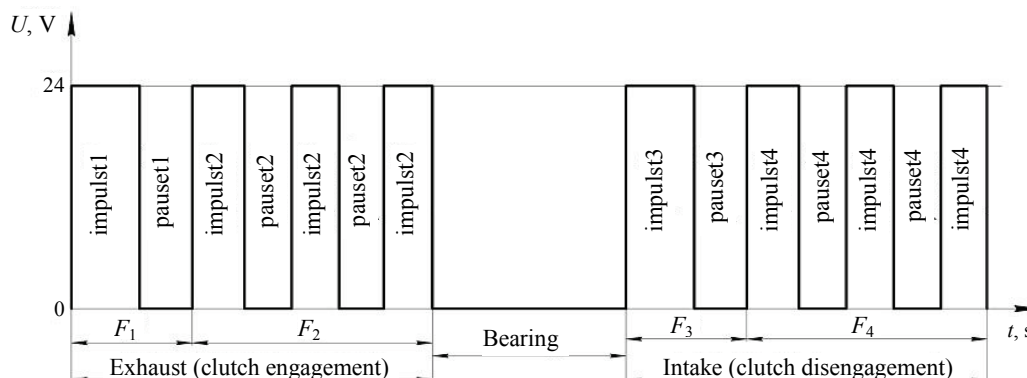 U, V
24
impulst1
pauset1
impulst2
pauset2
impulst2
pauset2
impulst2
impulst3
pauset3
impulst4
pauset4
impulst4
pauset4
impulst4
0
F1
F2
Bearing
F3
F4
t, s
Exhaust (clutch engagement)
Intake (clutch disengagement)